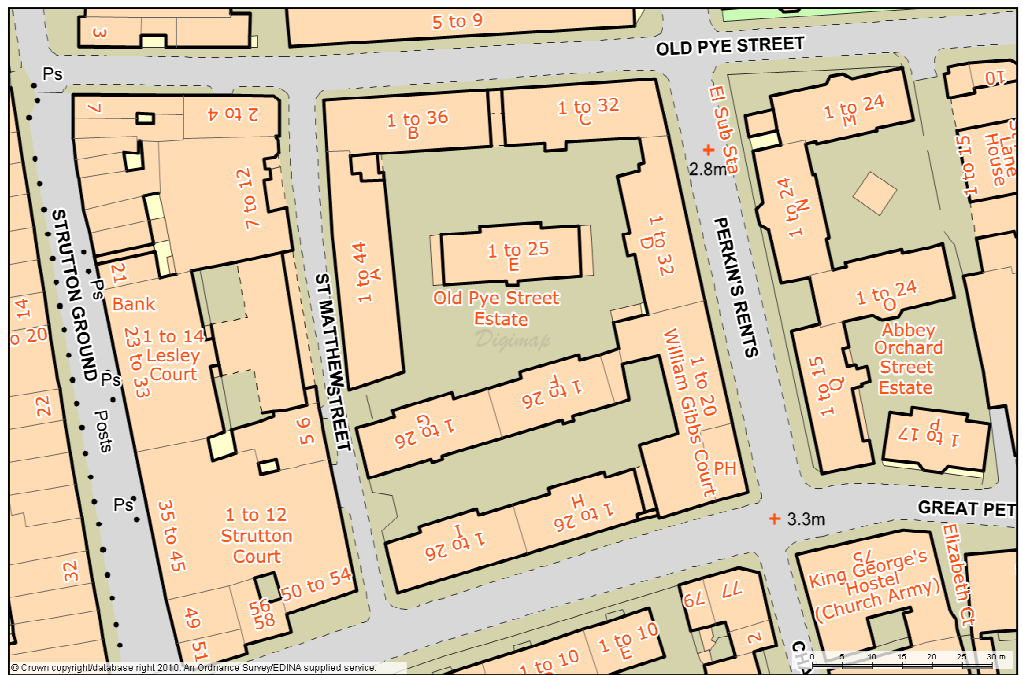 3
5 to 9
OLD PYE STREET
Ps
7
2 to 4
1 to 36
B
1 to 32
C
El Sub Sta
2.8m
1 to 24
M
10
Lane
House
1 to 15
7 to 12
1 to 24
N
STRUTTON GROUND
ST MATTHEW STREET
PERKIN'S RENTS
1 to 44
A
1 to 25
E
1 to 32
D
Old Pye Street
Estate
Digimap
21
Bank
Ps
14
23 to 33
1 to 14
Lesley
Court
1 to 24
O
Abbey
Orchard
Street
Estate
1 to 15
Q
1 to 17
P
22
Ps
Posts
5 6
1 to 26
G
1 to 26
F
1 to 20
William Gibbs Court
PH
Ps
35 to 45
1 to 12
Strutton
Court
1 to 26
I
1 to 26
H
3.3m
GREAT PET
Elizabeth Ct
75
King George's
Hostel
(Church Army)
32
50 to 54
56
58
49
51
79
77
2
1 to 10
1 to 10
CHA
0 5 10 15 20 25 30 m
© Crown copyright/database right 2010. An Ordnance Survey/EDINA supplied service.